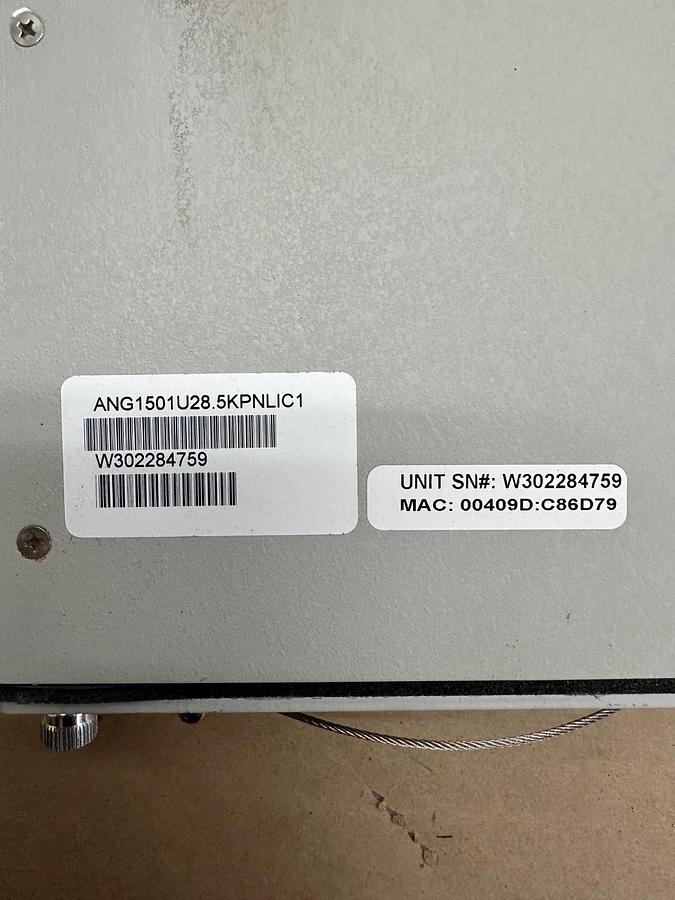 ANG1501U28.5KPNLIC1
W302284759
UNIT SN#: W302284759
MAC: 00409D:C86D79